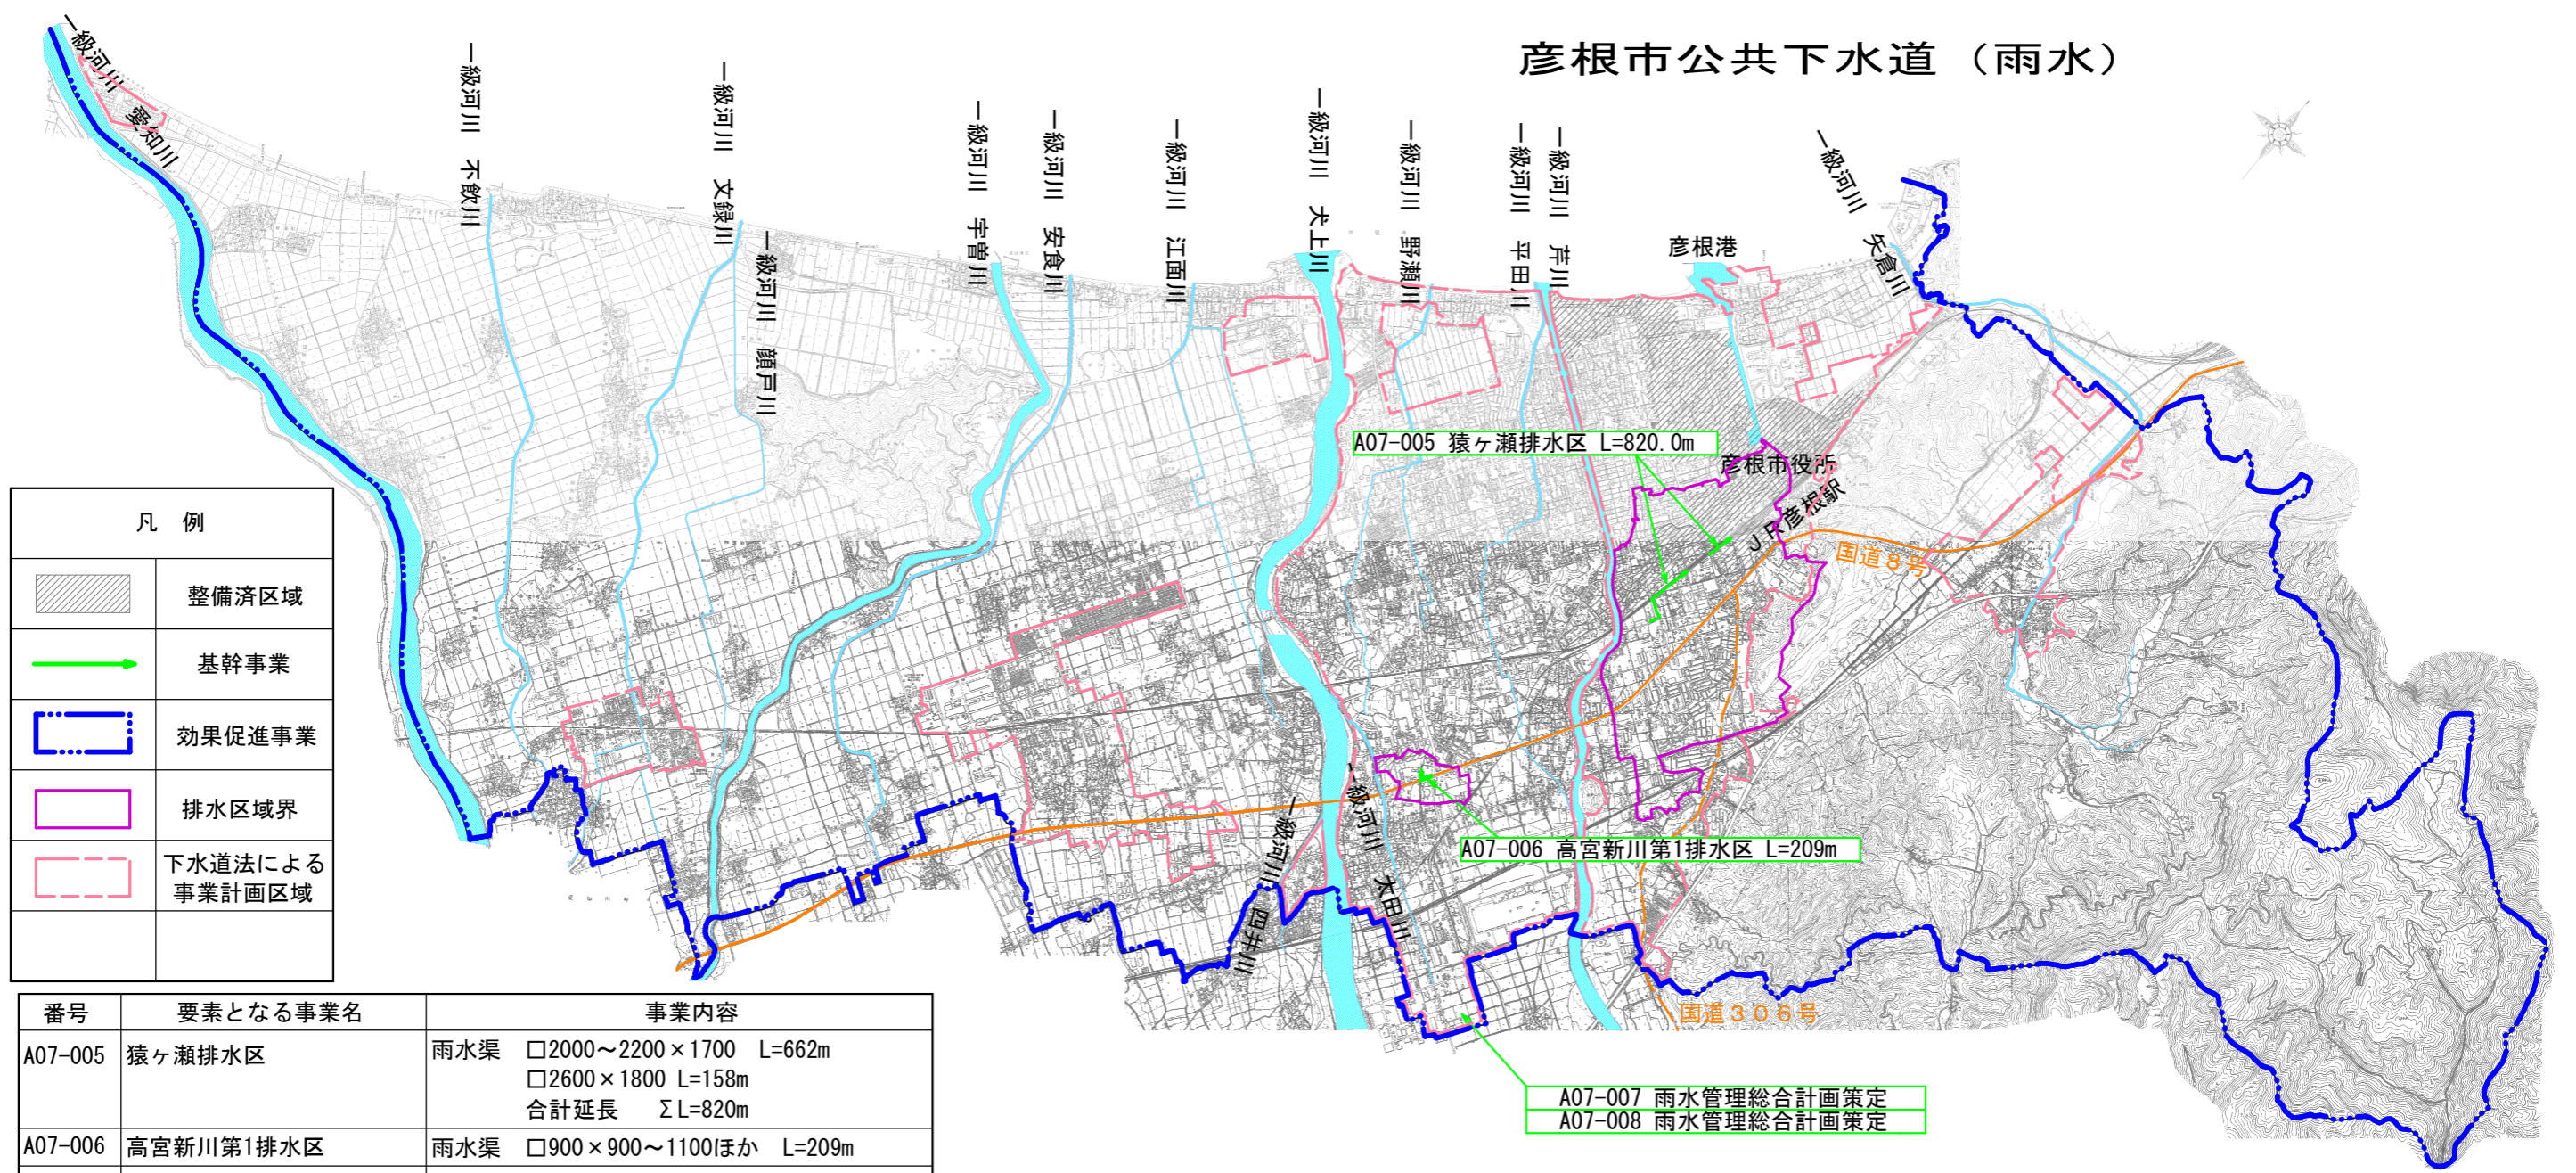 彦根市公共下水道（雨水）
一級河川 愛知川
一級河川 不飲川
一級河川 文録川
一級河川 顔戸川
一級河川 宇曽川
一級河川 安食川
一級河川 江面川
一級河川 犬上川
一級河川 野瀬川
一級河川 平田川
一級河川 芹川
彦根港
一級河川 矢倉川
A07-005 猿ヶ瀬排水区 L=820.0m
彦根市役所
JR彦根駅
国道8号
A07-006 高宮新川第1排水区 L=209m
一級河川 四井川
一級河川 太田川
国道306号
A07-007 雨水管理総合計画策定
A07-008 雨水管理総合計画策定
凡 例
整備済区域
基幹事業
効果促進事業
排水区域界
下水道法による
事業計画区域
番号 要素となる事業名 事業内容
A07-005 猿ヶ瀬排水区 雨水渠 □2000～2200×1700 L=662m
□2600×1800 L=158m
合計延長 ΣL=820m
A07-006 高宮新川第1排水区 雨水渠 □900×900～1100ほか L=209m